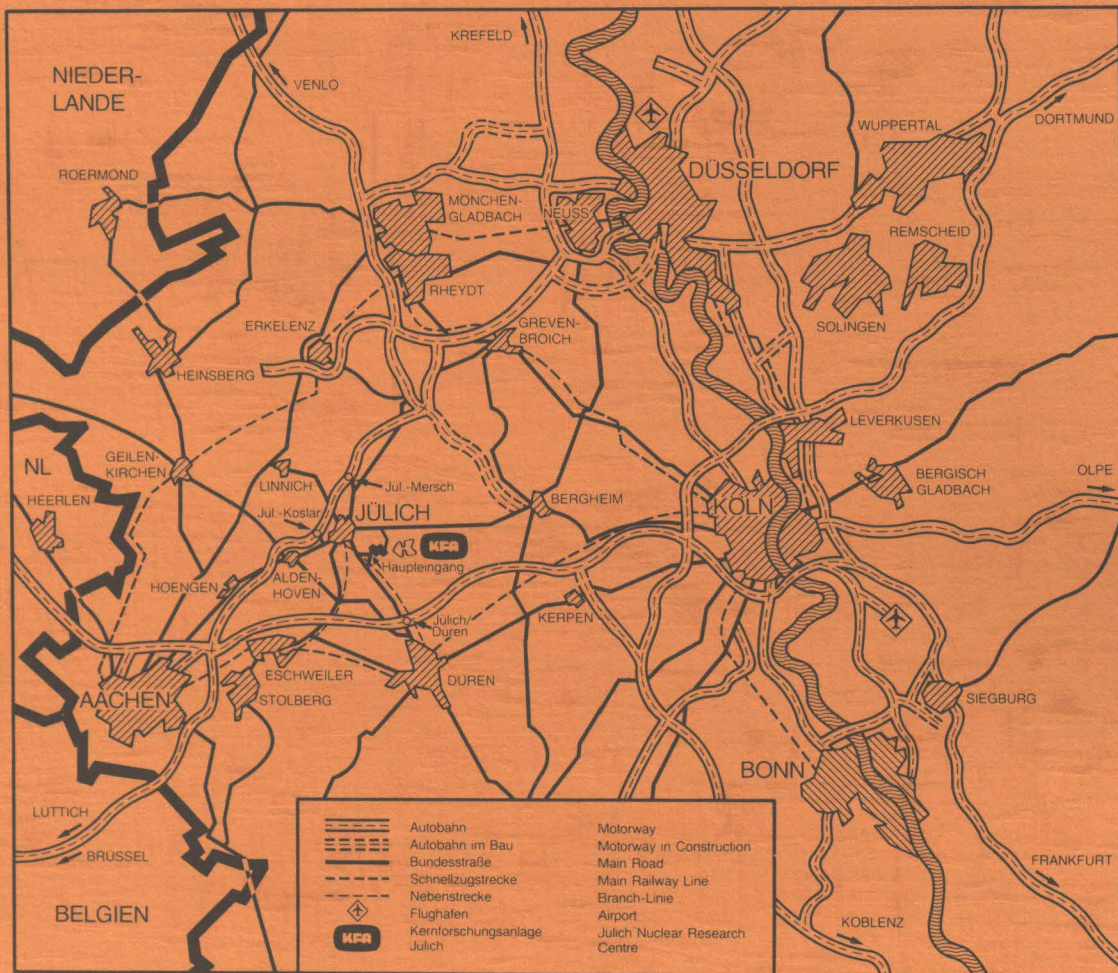 KREFELD
NIEDER-
LANDE
VENLO
DORTMUND
WUPPERTAL
ROERMOND
DÜSSELDORF
MÖNCHEN-
GLADBACH
NEUSS
REMSCHEID
RHEYDT
ERKELENZ
GREVEN-
BROICH
SOLINGEN
HEINSBERG
LEVERKUSEN
NL
GEILEN-
KIRCHEN
HEERLEN
LINNICH
Jül.-Mersch
BERGHEIM
BERGISCH
GLADBACH
OLPE
KÖLN
Jül.-Koslar
JÜLICH
KFA
Haupteingang
HOENGEN
ALDEN-
HOVEN
Jülich/
Düren
KERPEN
ESCHWEILER
DÜREN
AACHEN
STOLBERG
SIEGBURG
BONN
LÜTTICH
BRÜSSEL
FRANKFURT
BELGIEN
KOBLENZ
Autobahn Motorway
Autobahn im Bau Motorway in Construction
Bundesstraße Main Road
Schnellzugstrecke Main Railway Line
Nebenstrecke Branch-Linie
Flughafen Airport
KFA Kernforschungsanlage Jülich Nuclear Research
Jülich Centre